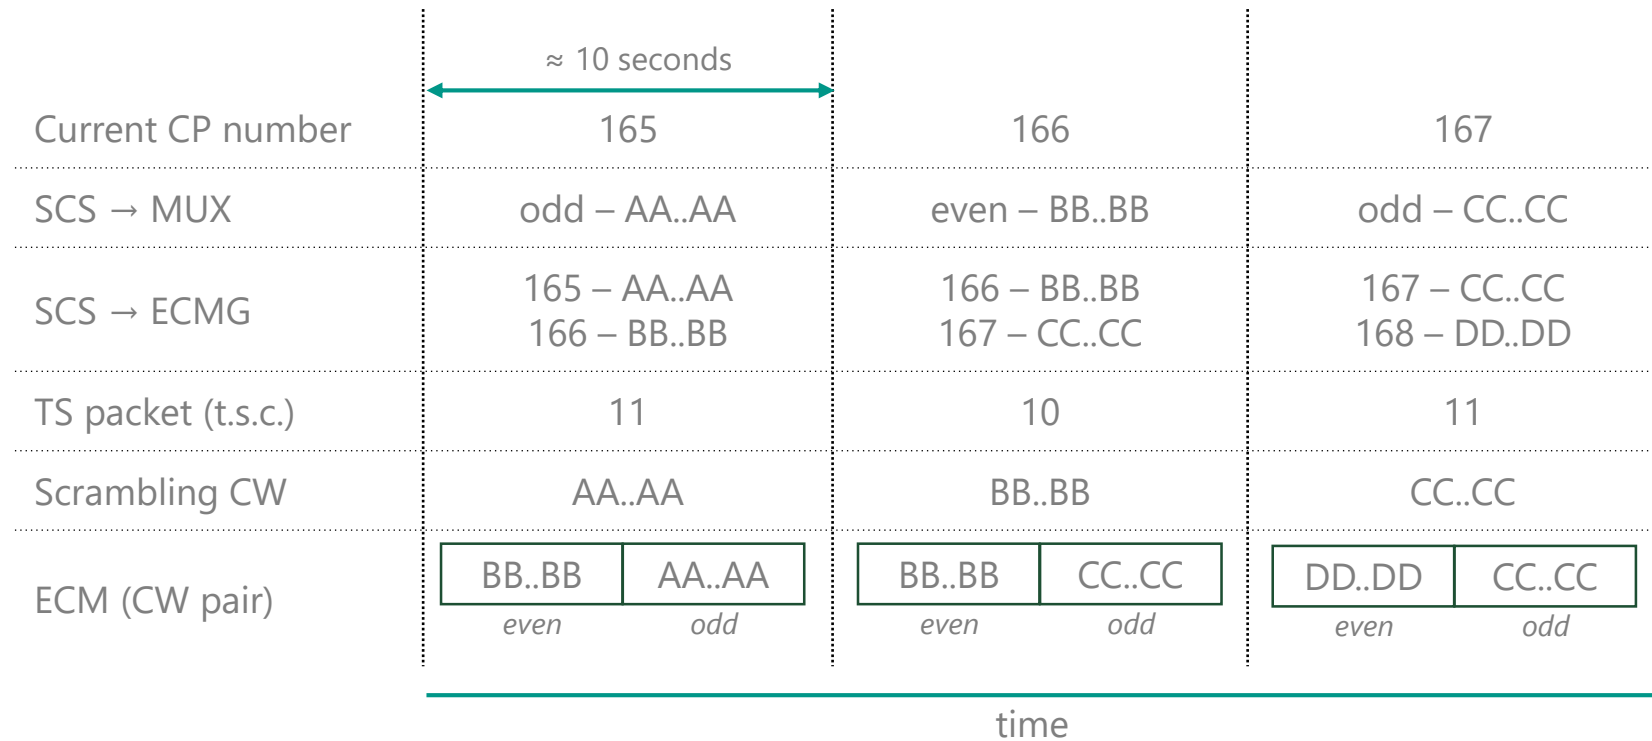 ≈ 10 seconds
Current CP number 165 166 167
SCS → MUX odd – AA..AA even – BB..BB odd – CC..CC
SCS → ECMG
165 – AA..AA 166 – BB..BB 167 – CC..CC
166 – BB..BB 167 – CC..CC 168 – DD..DD
TS packet (t.s.c.) 11 10 11
Scrambling CW AA..AA BB..BB CC..CC
ECM (CW pair) BB..BB AA..AA BB..BB CC..CC DD..DD CC..CC
even odd even odd even odd
time